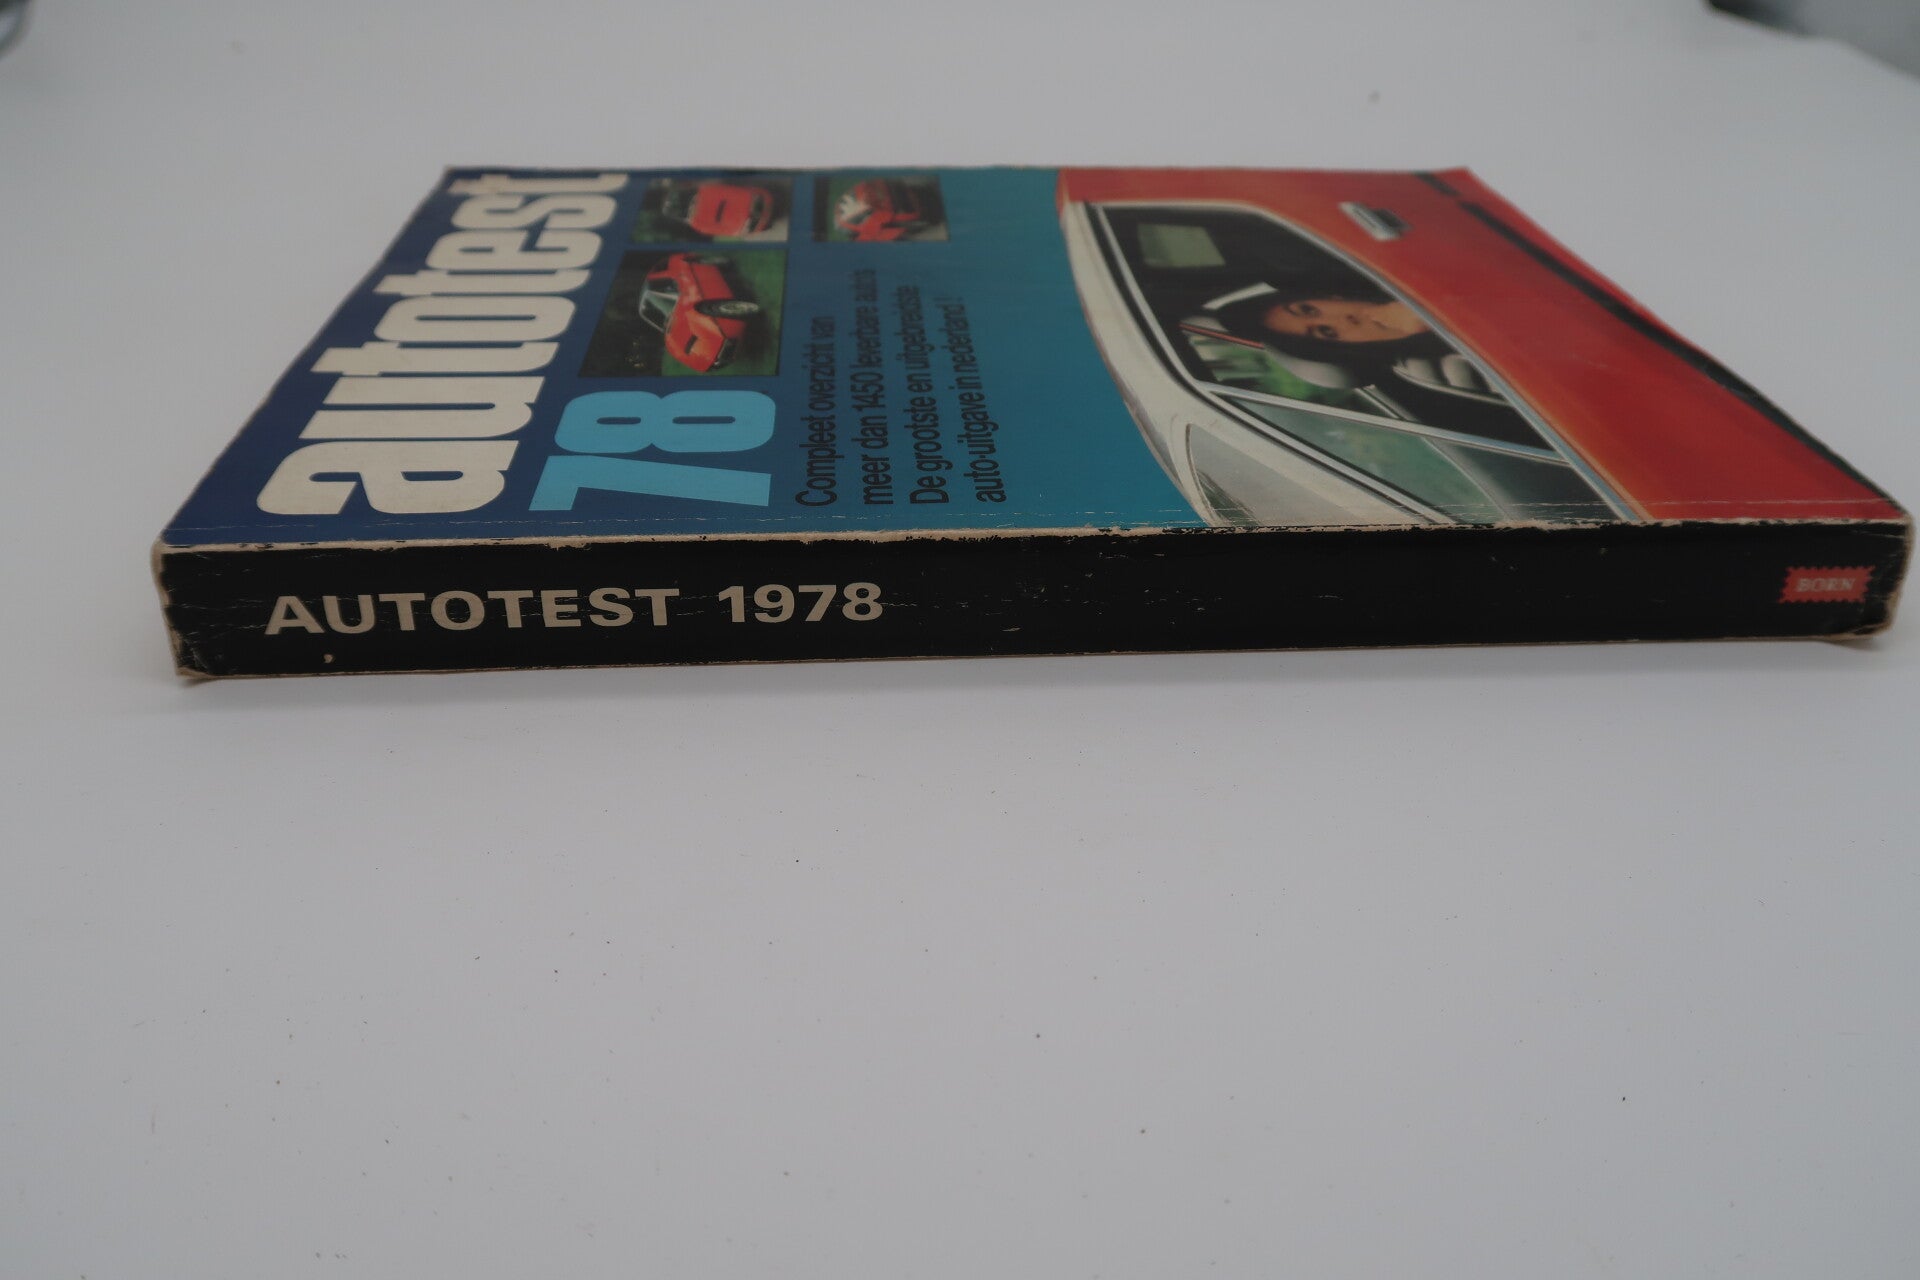 autotest
78
Compleet overzicht van
meer dan 1450 leverbare auto's
De grootste en uitgebreidste
auto-uitgave in nederland!
AUTOTEST 1978
BORN